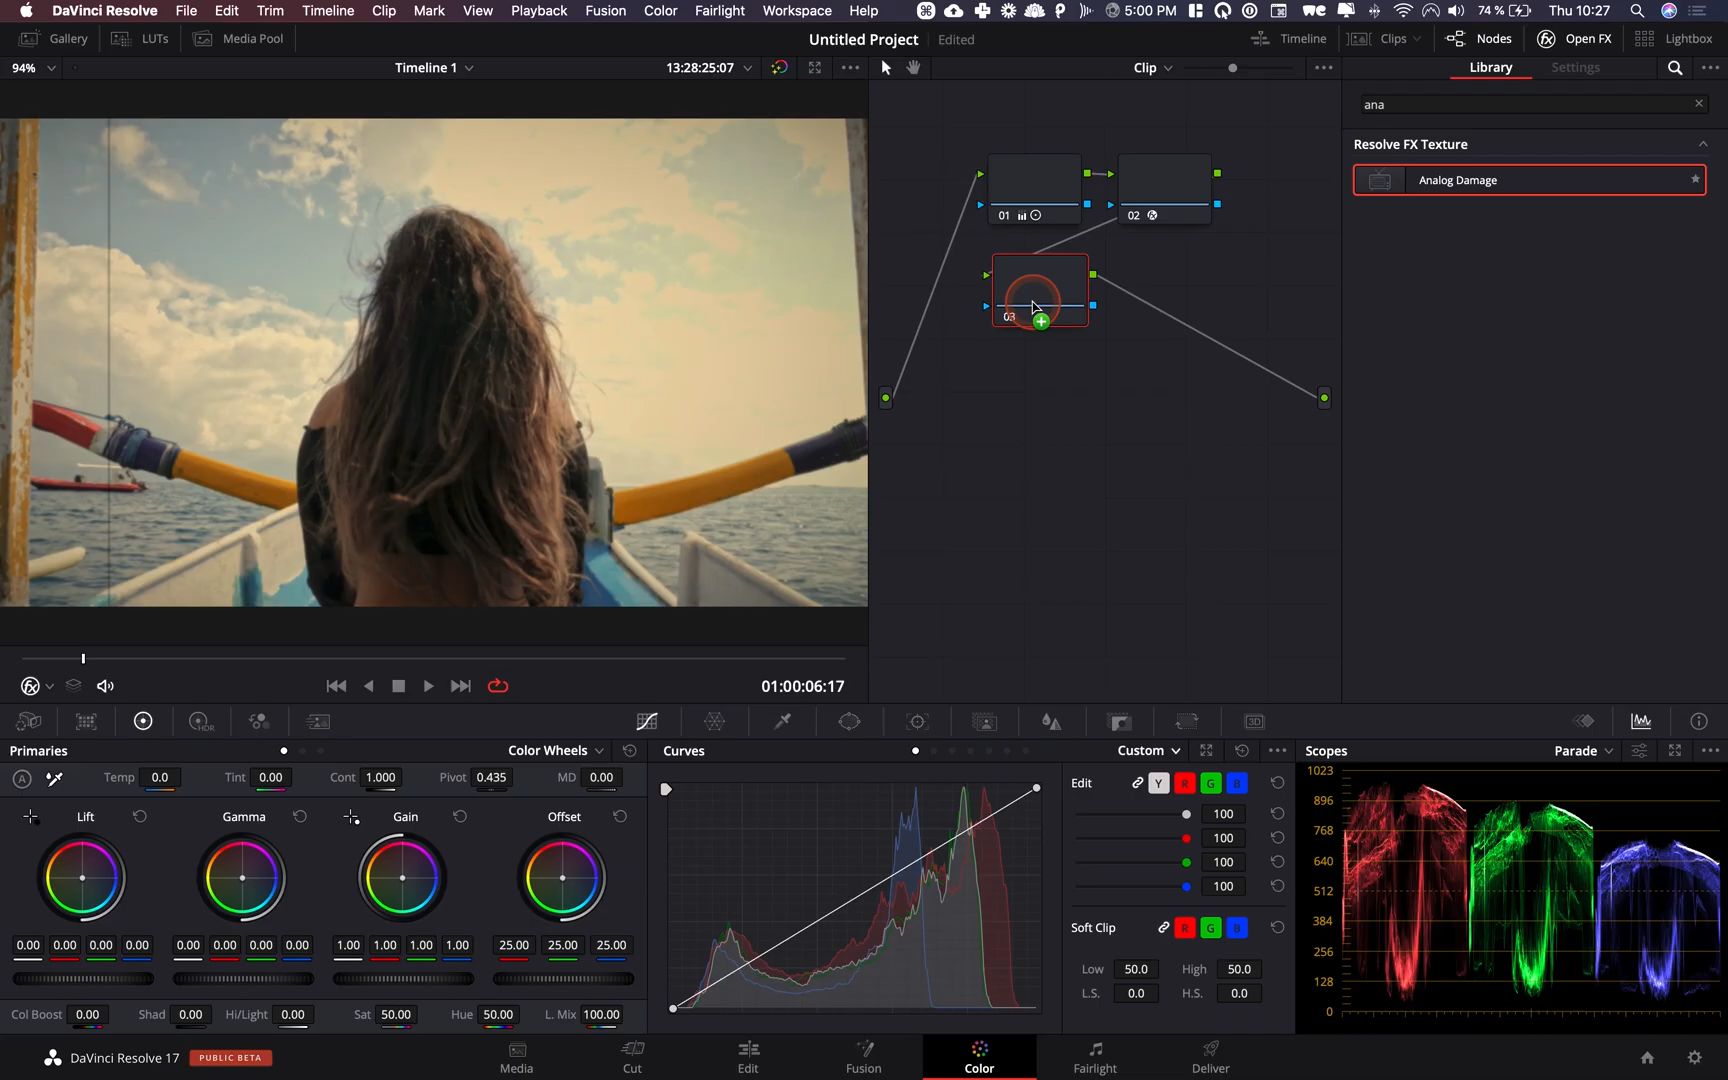 DaVinci Resolve File Edit Trim Timeline Clip Mark View Playback Fusion Color Fairlight Workspace Help 5:00 PM 74 % Thu 10:27
Gallery LUTs Media Pool Untitled Project Edited Timeline Clips Nodes Open FX Lightbox
94% Timeline 1 13:28:25:07 Clip Library Settings
ana
Resolve FX Texture
Analog Damage
01 02
03
01:00:06:17
HDR 3D
Primaries Color Wheels Curves Custom Scopes Parade
A Temp 0.0 Tint 0.00 Cont 1.000 Pivot 0.435 MD 0.00 Edit Y R G B
Lift Gamma Gain Offset
100
100
100
100
Soft Clip R G B
0.00 0.00 0.00 0.00 0.00 0.00 0.00 0.00 1.00 1.00 1.00 1.00 25.00 25.00 25.00
Low 50.0 High 50.0
L.S. 0.0 H.S. 0.0
Col Boost 0.00 Shad 0.00 Hi/Light 0.00 Sat 50.00 Hue 50.00 L. Mix 100.00
1023
896
768
640
512
384
256
128
0
DaVinci Resolve 17 PUBLIC BETA Media Cut Edit Fusion Color Fairlight Deliver